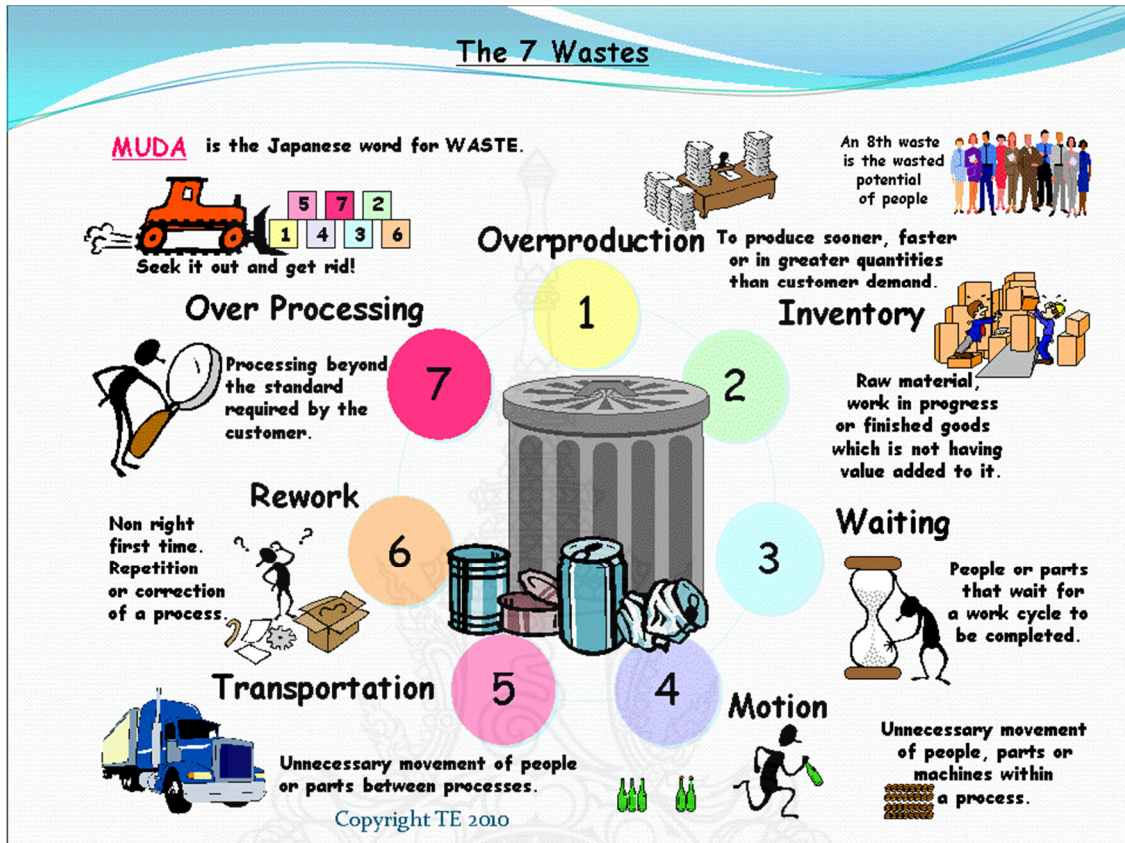 The 7 Wastes
MUDA is the Japanese word for WASTE.
5 7 2
1 4 3 6
Seek it out and get rid!
An 8th waste
is the wasted
potential
of people
Overproduction
To produce sooner, faster
or in greater quantities
than customer demand.
1
Inventory
Raw material,
work in progress
or finished goods
which is not having
value added to it.
2
Waiting
People or parts
that wait for
a work cycle to
be completed.
3
Motion
Unnecessary movement
of people, parts or
machines within
a process.
4
Transportation
Unnecessary movement of people
or parts between processes.
5
Rework
Non right
first time.
Repetition
or correction
of a process.
? ?
6
Over Processing
Processing beyond
the standard
required by the
customer.
7
Copyright TE 2010